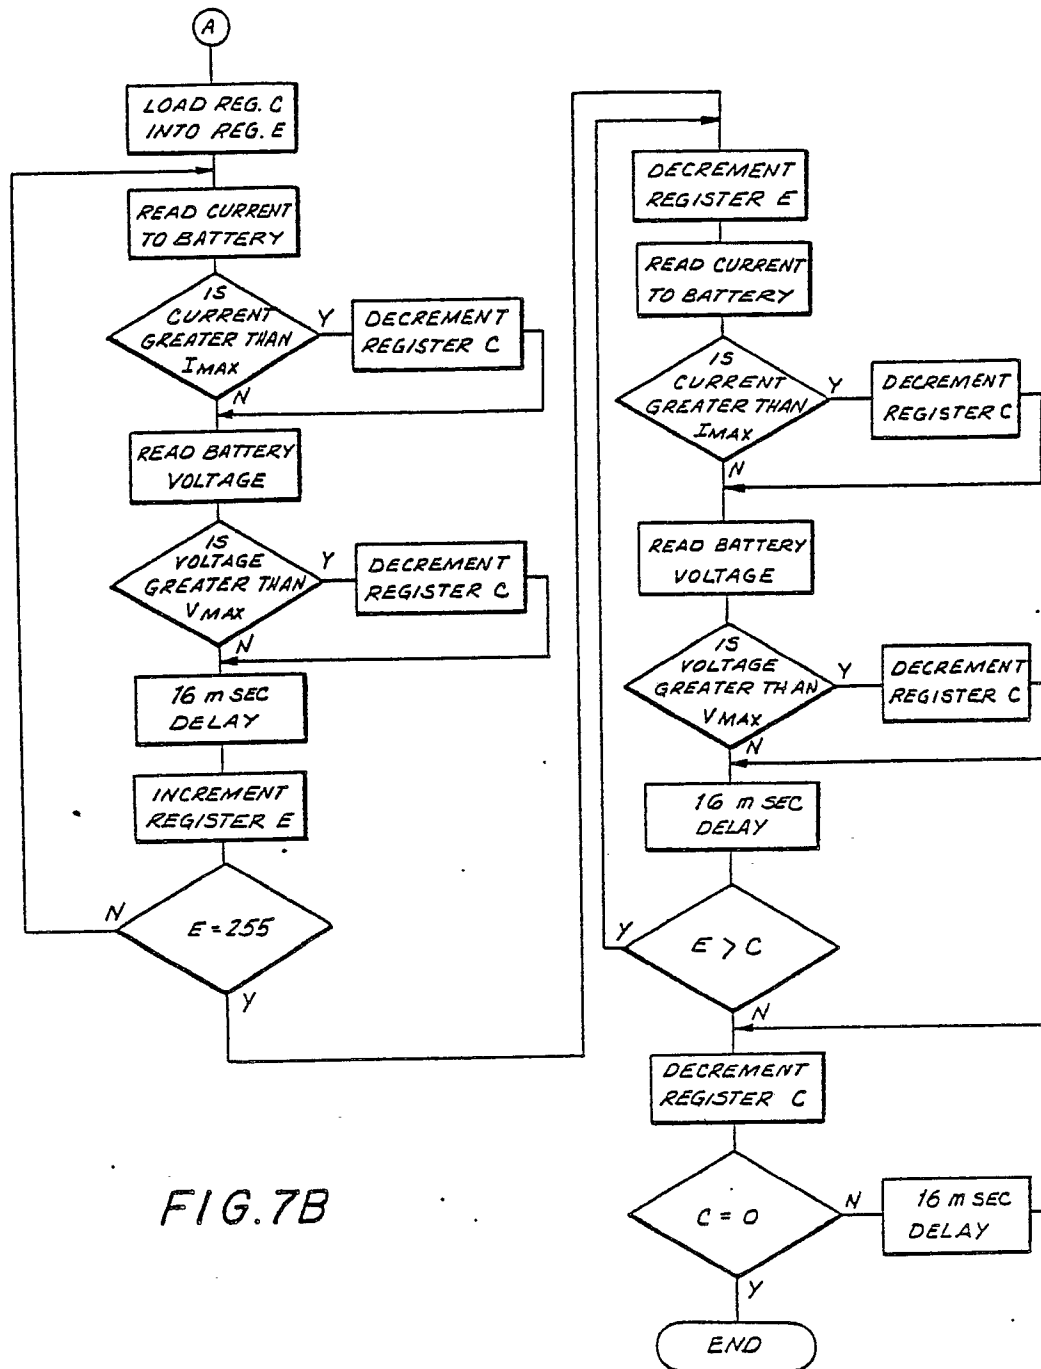 A
LOAD REG. C
INTO REG. E
READ CURRENT
TO BATTERY
IS
CURRENT
GREATER THAN
IMAX
Y
N
DECREMENT
REGISTER C
READ BATTERY
VOLTAGE
IS
VOLTAGE
GREATER THAN
VMAX
Y
N
DECREMENT
REGISTER C
16 m SEC
DELAY
INCREMENT
REGISTER E
E = 255
N
Y
DECREMENT
REGISTER E
READ CURRENT
TO BATTERY
IS
CURRENT
GREATER THAN
IMAX
Y
N
DECREMENT
REGISTER C
READ BATTERY
VOLTAGE
IS
VOLTAGE
GREATER THAN
VMAX
Y
N
DECREMENT
REGISTER C
16 m SEC
DELAY
E > C
Y
N
DECREMENT
REGISTER C
C = 0
N
Y
16 m SEC
DELAY
END
FIG.7B